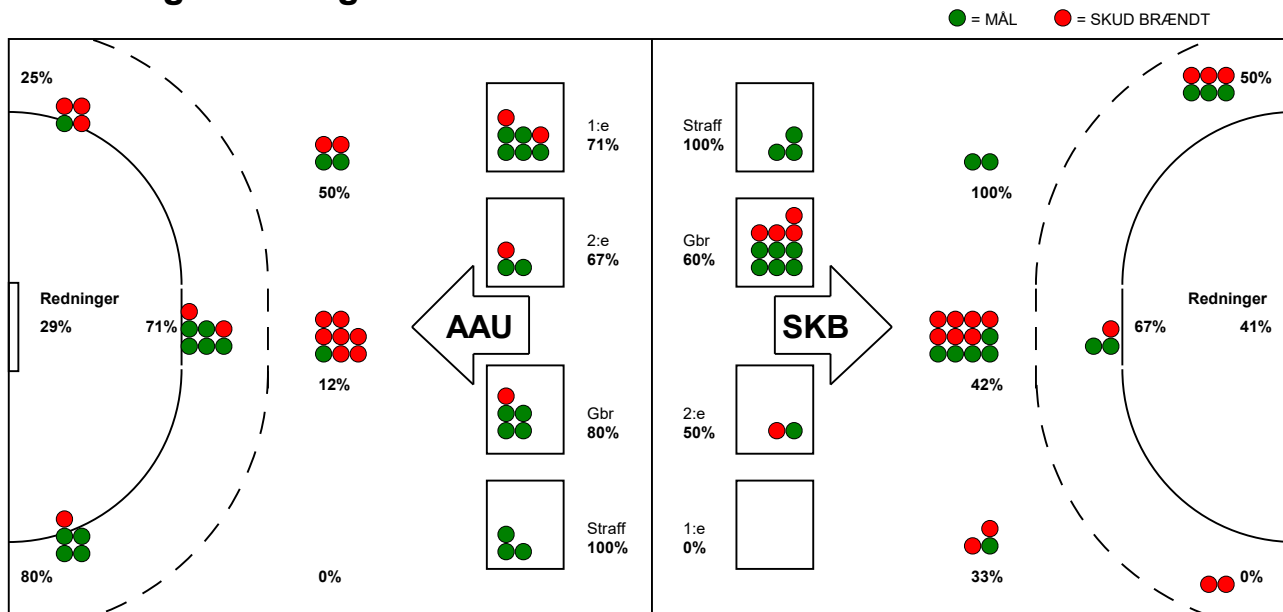 = MÅL = SKUD BRÆNDT
25%
50%
1:e
71%
Straff
100%
50%
100%
2:e
67%
Gbr
60%
Redninger
29%
71%
AAU
SKB
67%
Redninger
41%
12%
42%
Gbr
80%
2:e
50%
Straff
100%
1:e
0%
80%
0%
33%
0%